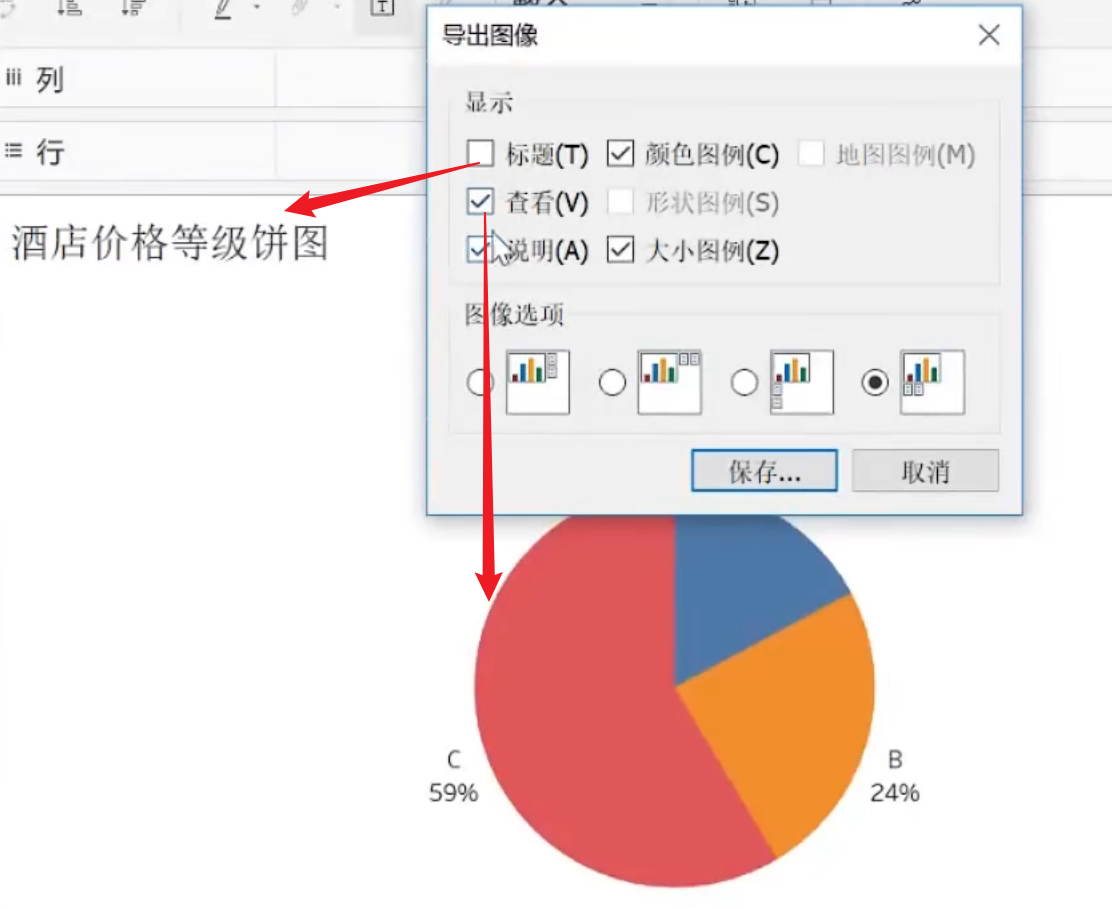 导出图像
列
显示
标题(T) 颜色图例(C) 地图图例(M)
行
查看(V) 形状图例(S)
酒店价格等级饼图
说明(A) 大小图例(Z)
图像选项
保存... 取消
C
59%
B
24%